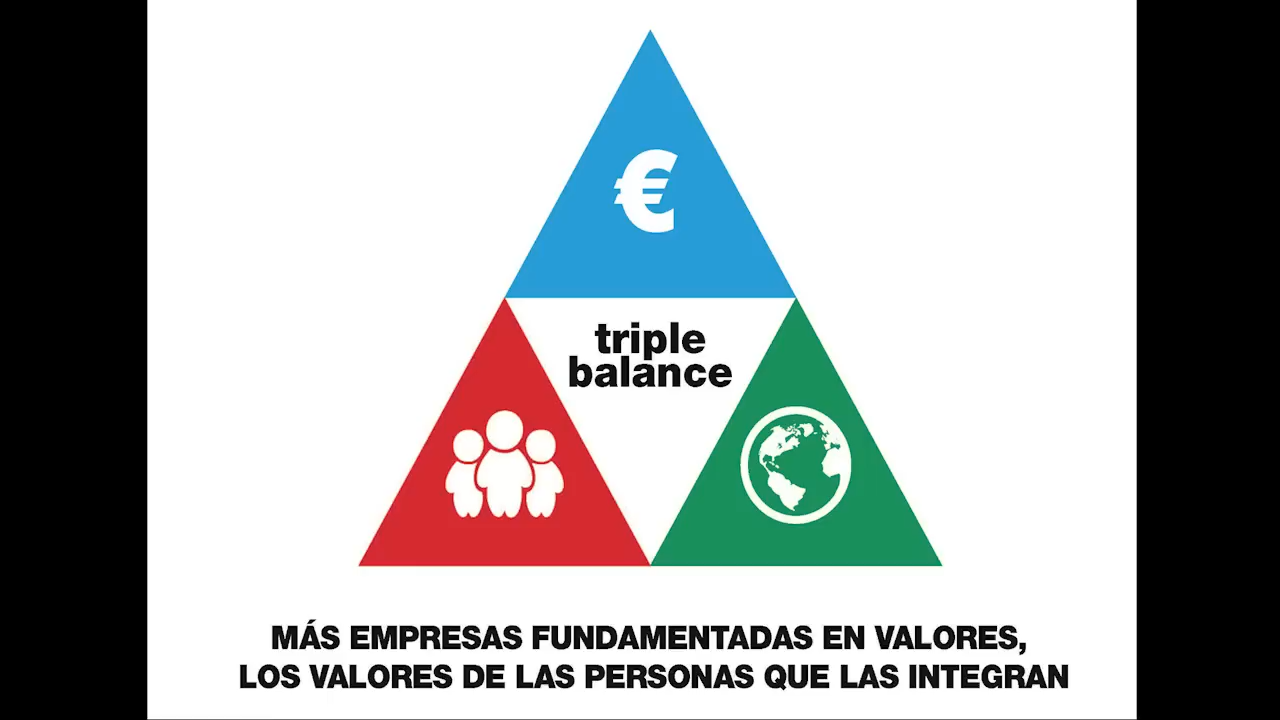 €
triple
balance
MÁS EMPRESAS FUNDAMENTADAS EN VALORES,
LOS VALORES DE LAS PERSONAS QUE LAS INTEGRAN